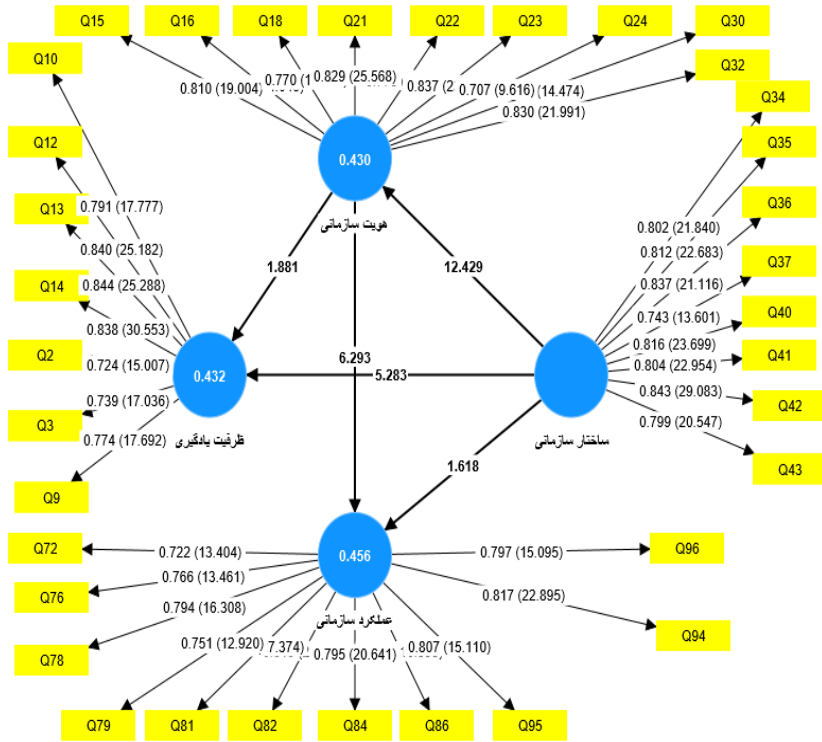 Q15
Q16
Q18
Q21
Q22
Q23
Q24
Q30
Q10
Q32
Q34
0.810 (19.004)
0.770
0.829 (25.568)
0.837
0.707 (9.616)
(14.474)
0.830 (21.991)
Q12
Q35
0.430
هویت سازمانی
Q13
0.791 (17.777)
Q36
0.802 (21.840)
0.840 (25.182)
0.812 (22.683)
Q37
0.844 (25.288)
1.881
12.429
0.837 (21.116)
Q14
0.743 (13.601)
Q40
0.838 (30.553)
0.816 (23.699)
Q2
0.724 (15.007)
6.293
0.804 (22.954)
Q41
0.432
5.283
0.739 (17.036)
0.843 (29.083)
Q42
Q3
0.774 (17.692)
ظرفیت یادگیری
ساختار سازمانی
0.799 (20.547)
Q9
1.618
Q43
Q72
0.722 (13.404)
0.456
0.797 (15.095)
Q96
0.766 (13.461)
Q76
0.794 (16.308)
عملکرد سازمانی
0.817 (22.895)
Q94
Q78
0.751 (12.920)
7.374)
0.795 (20.641)
0.807 (15.110)
Q79
Q81
Q82
Q84
Q86
Q95